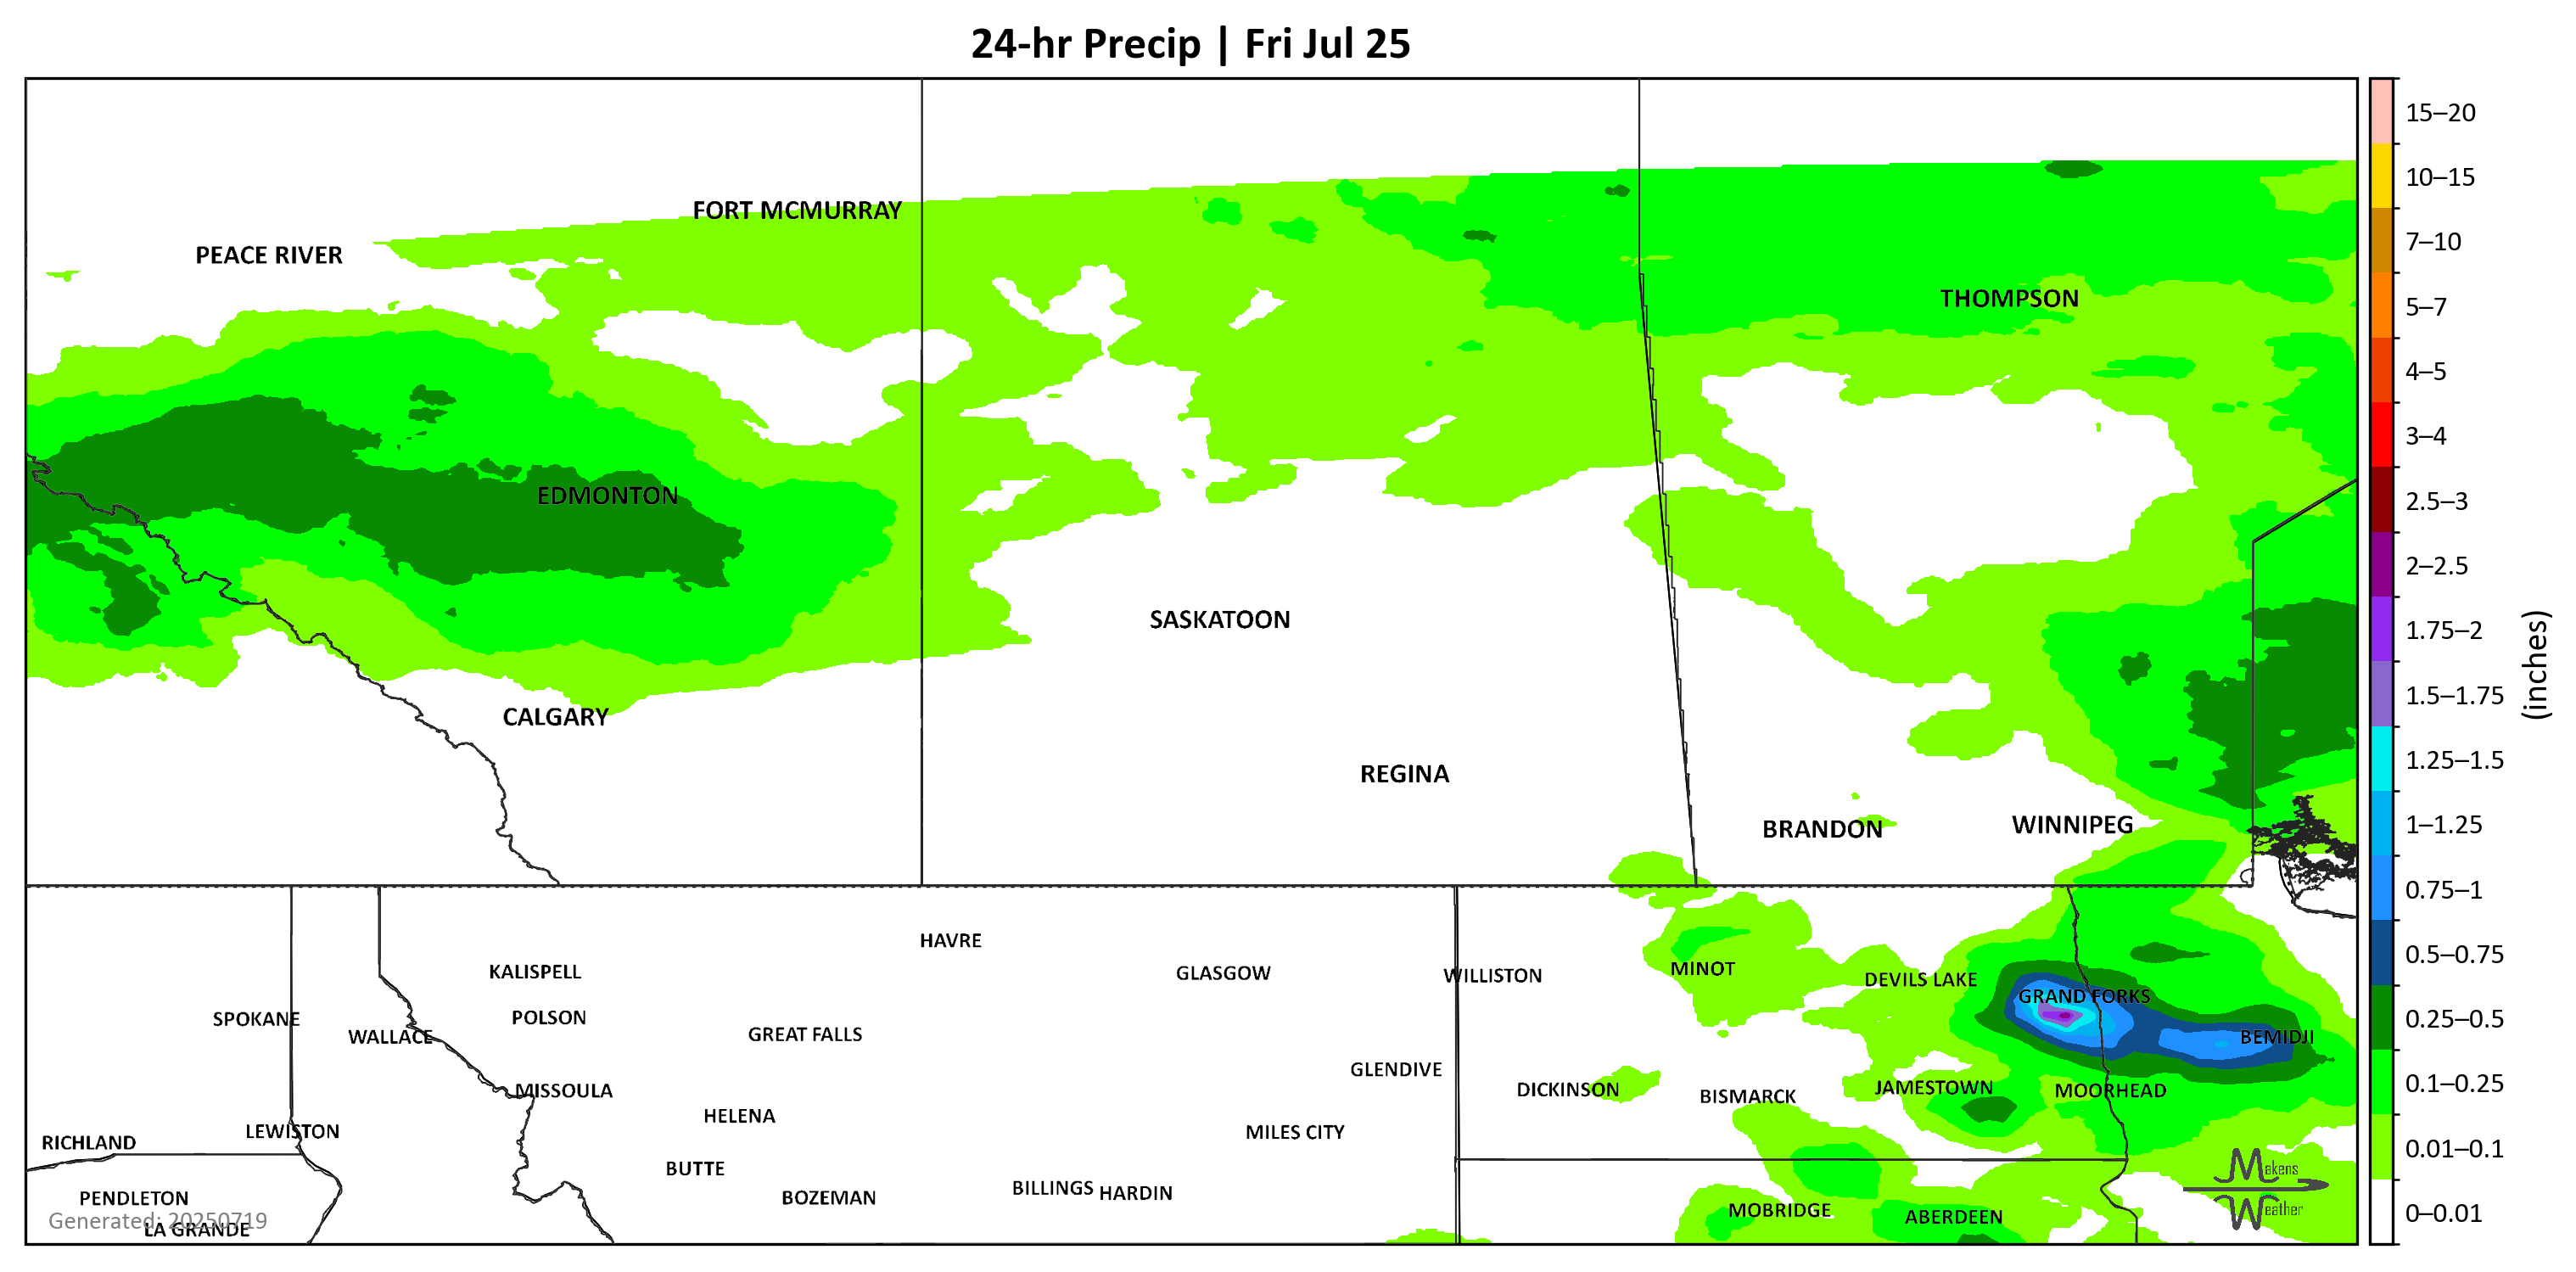 24-hr Precip | Fri Jul 25
15–20
10–15
7–10
5–7
4–5
3–4
2.5–3
2–2.5
1.75–2
1.5–1.75
1.25–1.5
1–1.25
0.75–1
0.5–0.75
0.25–0.5
0.1–0.25
0.01–0.1
0–0.01
(inches)
FORT MCMURRAY
PEACE RIVER
THOMPSON
EDMONTON
SASKATOON
CALGARY
REGINA
BRANDON
WINNIPEG
HAVRE
KALISPELL
GLASGOW
WILLISTON
MINOT
DEVILS LAKE
GRAND FORKS
SPOKANE
POLSON
WALLACE
GREAT FALLS
BEMIDJI
GLENDIVE
MISSOULA
DICKINSON
BISMARCK
JAMESTOWN
MOORHEAD
HELENA
LEWISTON
MILES CITY
RICHLAND
BUTTE
PENDLETON
BOZEMAN
BILLINGS
HARDIN
MOBRIDGE
ABERDEEN
Generated: 20250719
LA GRANDE
Makens
Weather